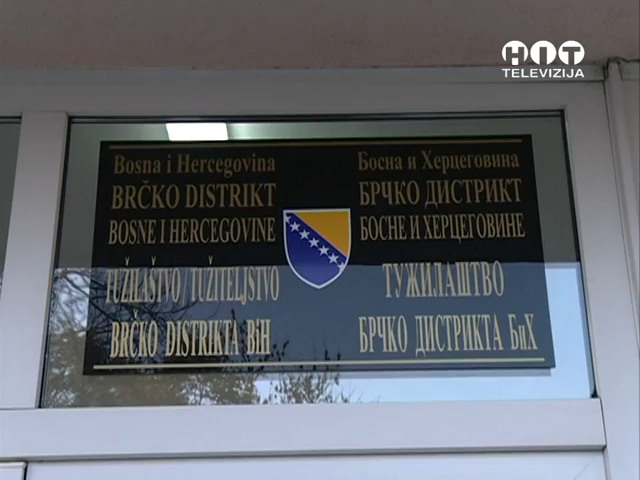 HIT
TELEVIZIJA
Bosna i Hercegovina
BRČKO DISTRIKT
BOSNE I HERCEGOVINE
TUŽILAŠTVO / TUŽITELJSTVO
BRČKO DISTRIKTA BiH
Босна и Херцеговина
БРЧКО ДИСТРИКТ
БОСНЕ И ХЕРЦЕГОВИНЕ
ТУЖИЛАШТВО
БРЧКО ДИСТРИКТА БиХ